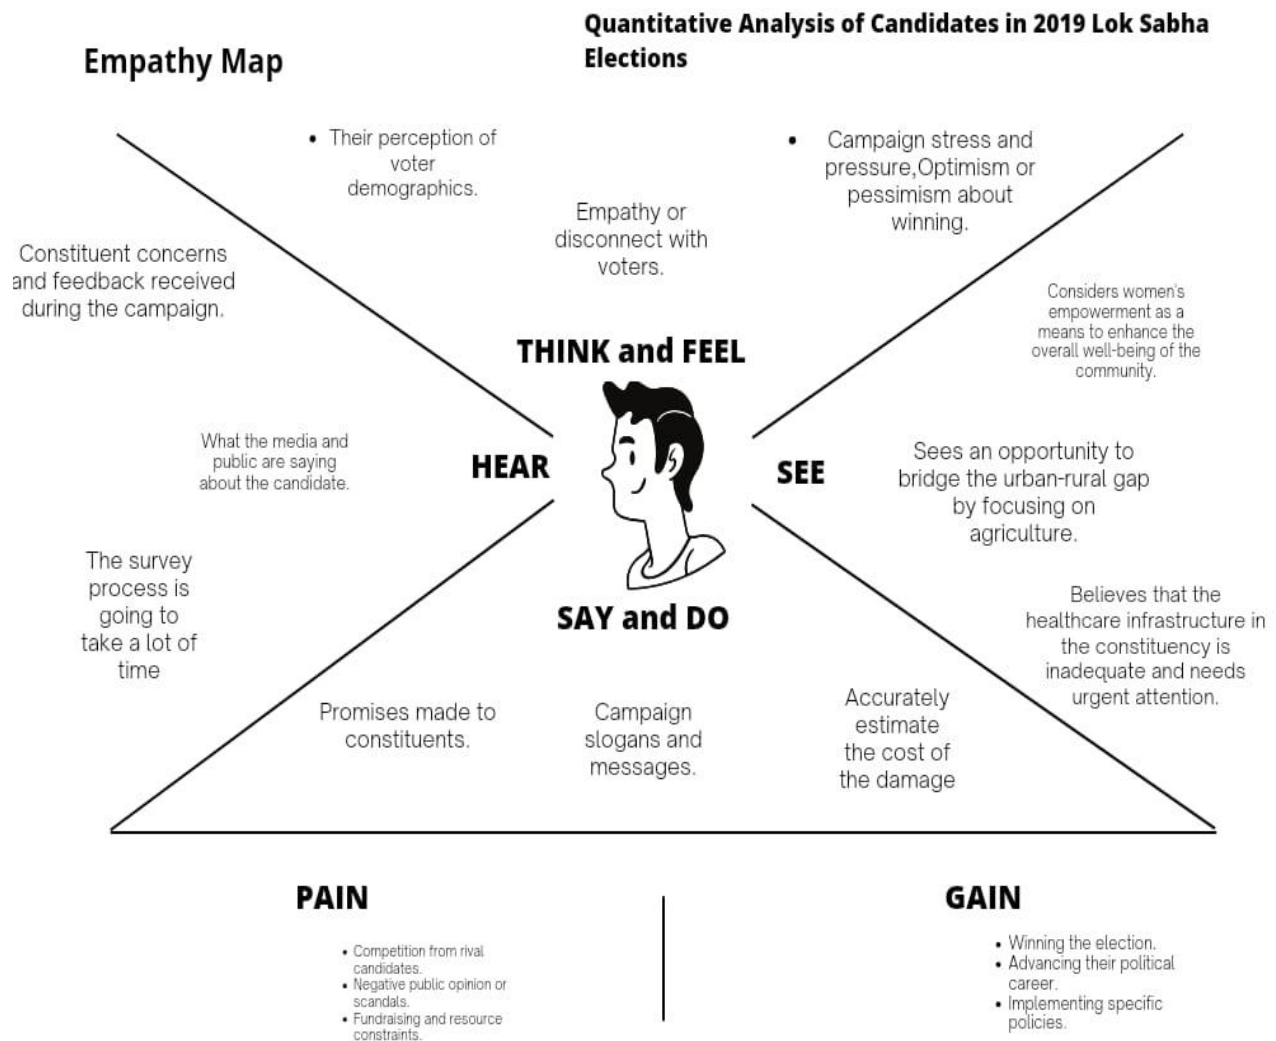 Empathy Map
Quantitative Analysis of Candidates in 2019 Lok Sabha
Elections
• Their perception of
voter
demographics.
Empathy or
disconnect with
voters.
• Campaign stress and
pressure,Optimism or
pessimism about
winning.
THINK and FEEL
Constituent concerns
and feedback received
during the campaign.
What the media and
public are saying
about the candidate.
HEAR
The survey
process is
going to
take a lot of
time
Considers women's
empowerment as a
means to enhance the
overall well-being of the
community.
SEE
Sees an opportunity to
bridge the urban-rural gap
by focusing on
agriculture.
Believes that the
healthcare infrastructure in
the constituency is
inadequate and needs
urgent attention.
SAY and DO
Promises made to
constituents.
Campaign
slogans and
messages.
Accurately
estimate
the cost of
the damage
PAIN
• Competition from rival
candidates.
• Negative public opinion or
scandals.
• Fundraising and resource
constraints.
GAIN
• Winning the election.
• Advancing their political
career.
• Implementing specific
policies.